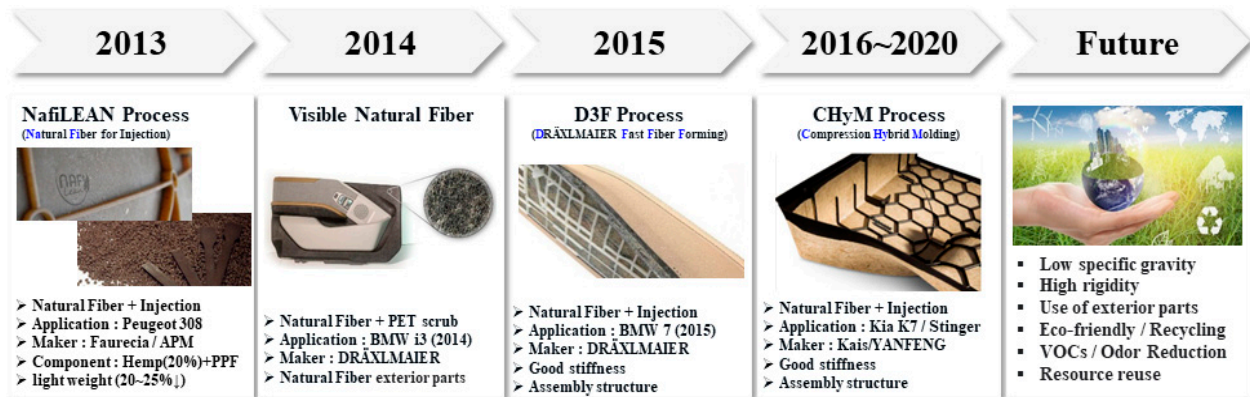 2013
2014
2015
2016~2020
Future
NafiLEAN Process
(Natural Fiber for Injection)
NAFI
Lean
➤ Natural Fiber + Injection
➤ Application : Peugeot 308
➤ Maker : Faurecia / APM
➤ Component : Hemp(20%)+PPF
➤ light weight (20~25%↓)
Visible Natural Fiber
➤ Natural Fiber + PET scrub
➤ Application : BMW i3 (2014)
➤ Maker : DRÄXLMAIER
➤ Natural Fiber exterior parts
D3F Process
(DRÄXLMAIER Fast Fiber Forming)
➤ Natural Fiber + Injection
➤ Application : BMW 7 (2015)
➤ Maker : DRÄXLMAIER
➤ Good stiffness
➤ Assembly structure
CHyM Process
(Compression Hybrid Molding)
➤ Natural Fiber + Injection
➤ Application : Kia K7 / Stinger
➤ Maker : Kais/YANFENG
➤ Good stiffness
➤ Assembly structure
▪ Low specific gravity
▪ High rigidity
▪ Use of exterior parts
▪ Eco-friendly / Recycling
▪ VOCs / Odor Reduction
▪ Resource reuse